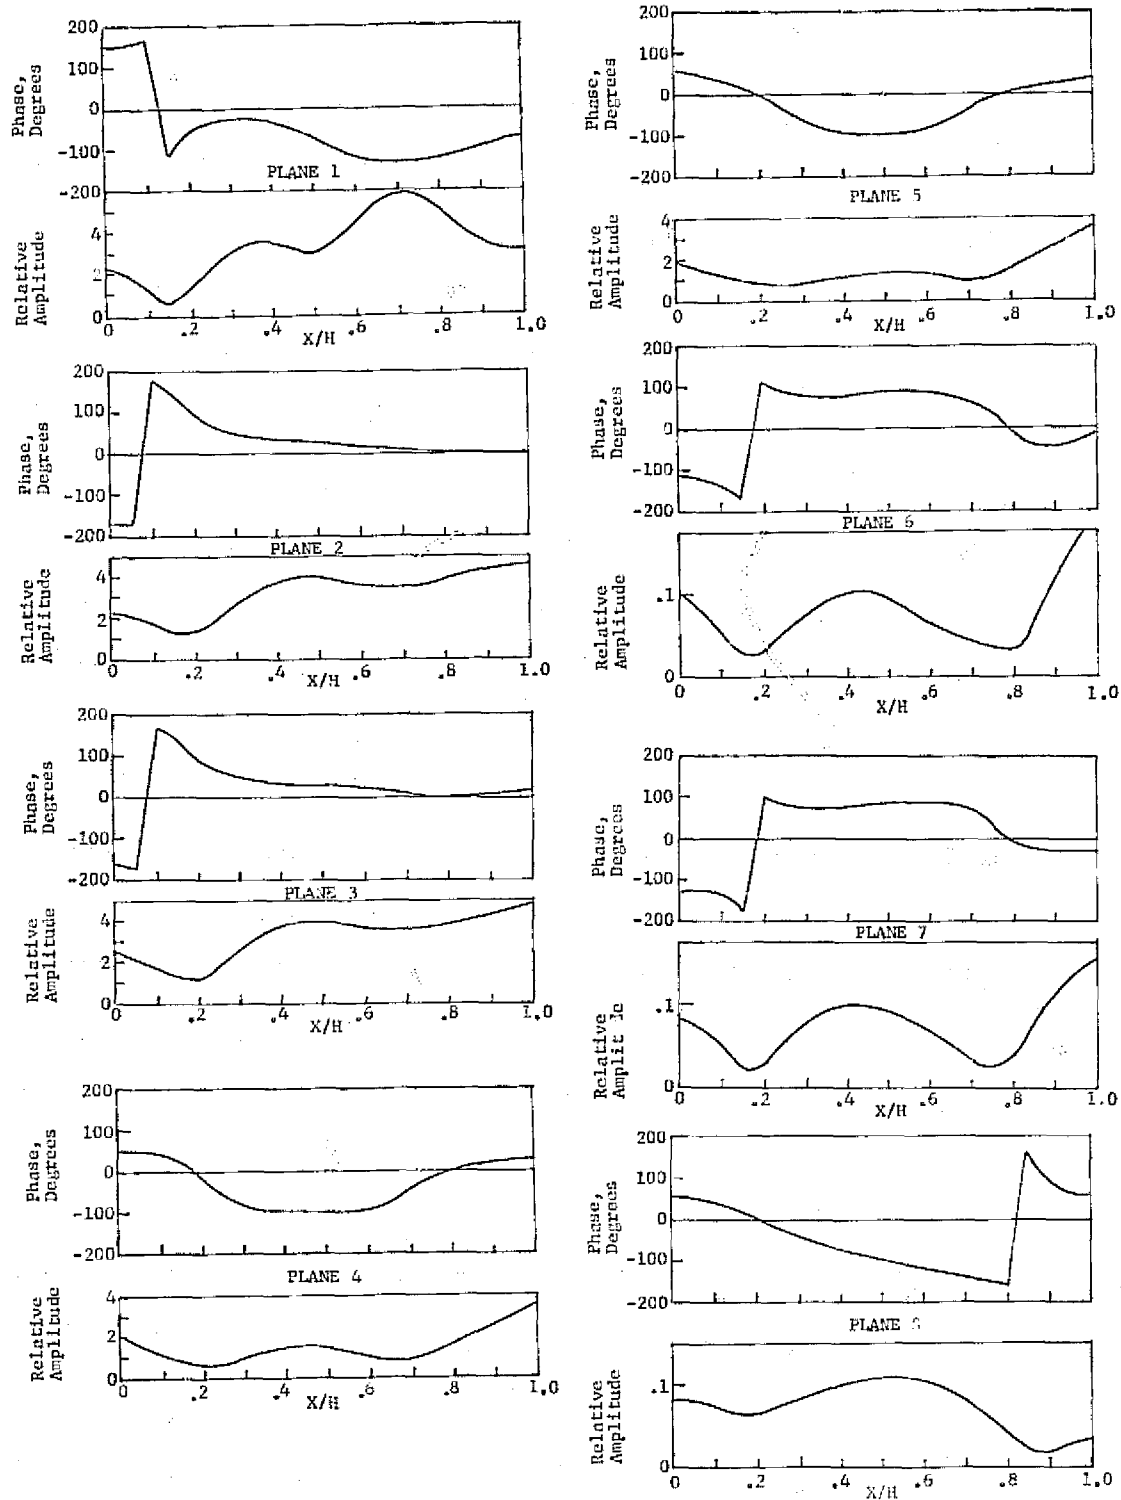 200
100
0
-100
-200
Phase,
Degrees
PLANE 1
4
2
0
Relative
Amplitude
0 .2 .4 .6 .8 1.0
X/H
200
100
0
-100
-200
Phase,
Degrees
PLANE 2
4
2
0
Relative
Amplitude
0 .2 .4 .6 .8 1.0
X/H
200
100
0
-100
-200
Phase,
Degrees
PLANE 3
4
2
0
Relative
Amplitude
0 .2 .4 .6 .8 1.0
X/H
200
100
0
-100
-200
Phase,
Degrees
PLANE 4
4
2
0
Relative
Amplitude
0 .2 .4 .6 .8 1.0
X/H
200
100
0
-100
-200
Phase,
Degrees
PLANE 5
4
2
0
Relative
Amplitude
0 .2 .4 .6 .8 1.0
X/H
200
100
0
-100
-200
Phase,
Degrees
PLANE 6
.1
0
Relative
Amplitude
0 .2 .4 .6 .8 1.0
X/H
200
100
0
-100
-200
Phase,
Degrees
PLANE 7
.1
0
Relative
Amplit de
0 .2 .4 .6 .8 1.0
X/H
200
100
0
-100
-200
Phase,
Degrees
PLANE
.1
0
Relative
Amplitude
0 .2 .4 .6 .8 1.0
X/H